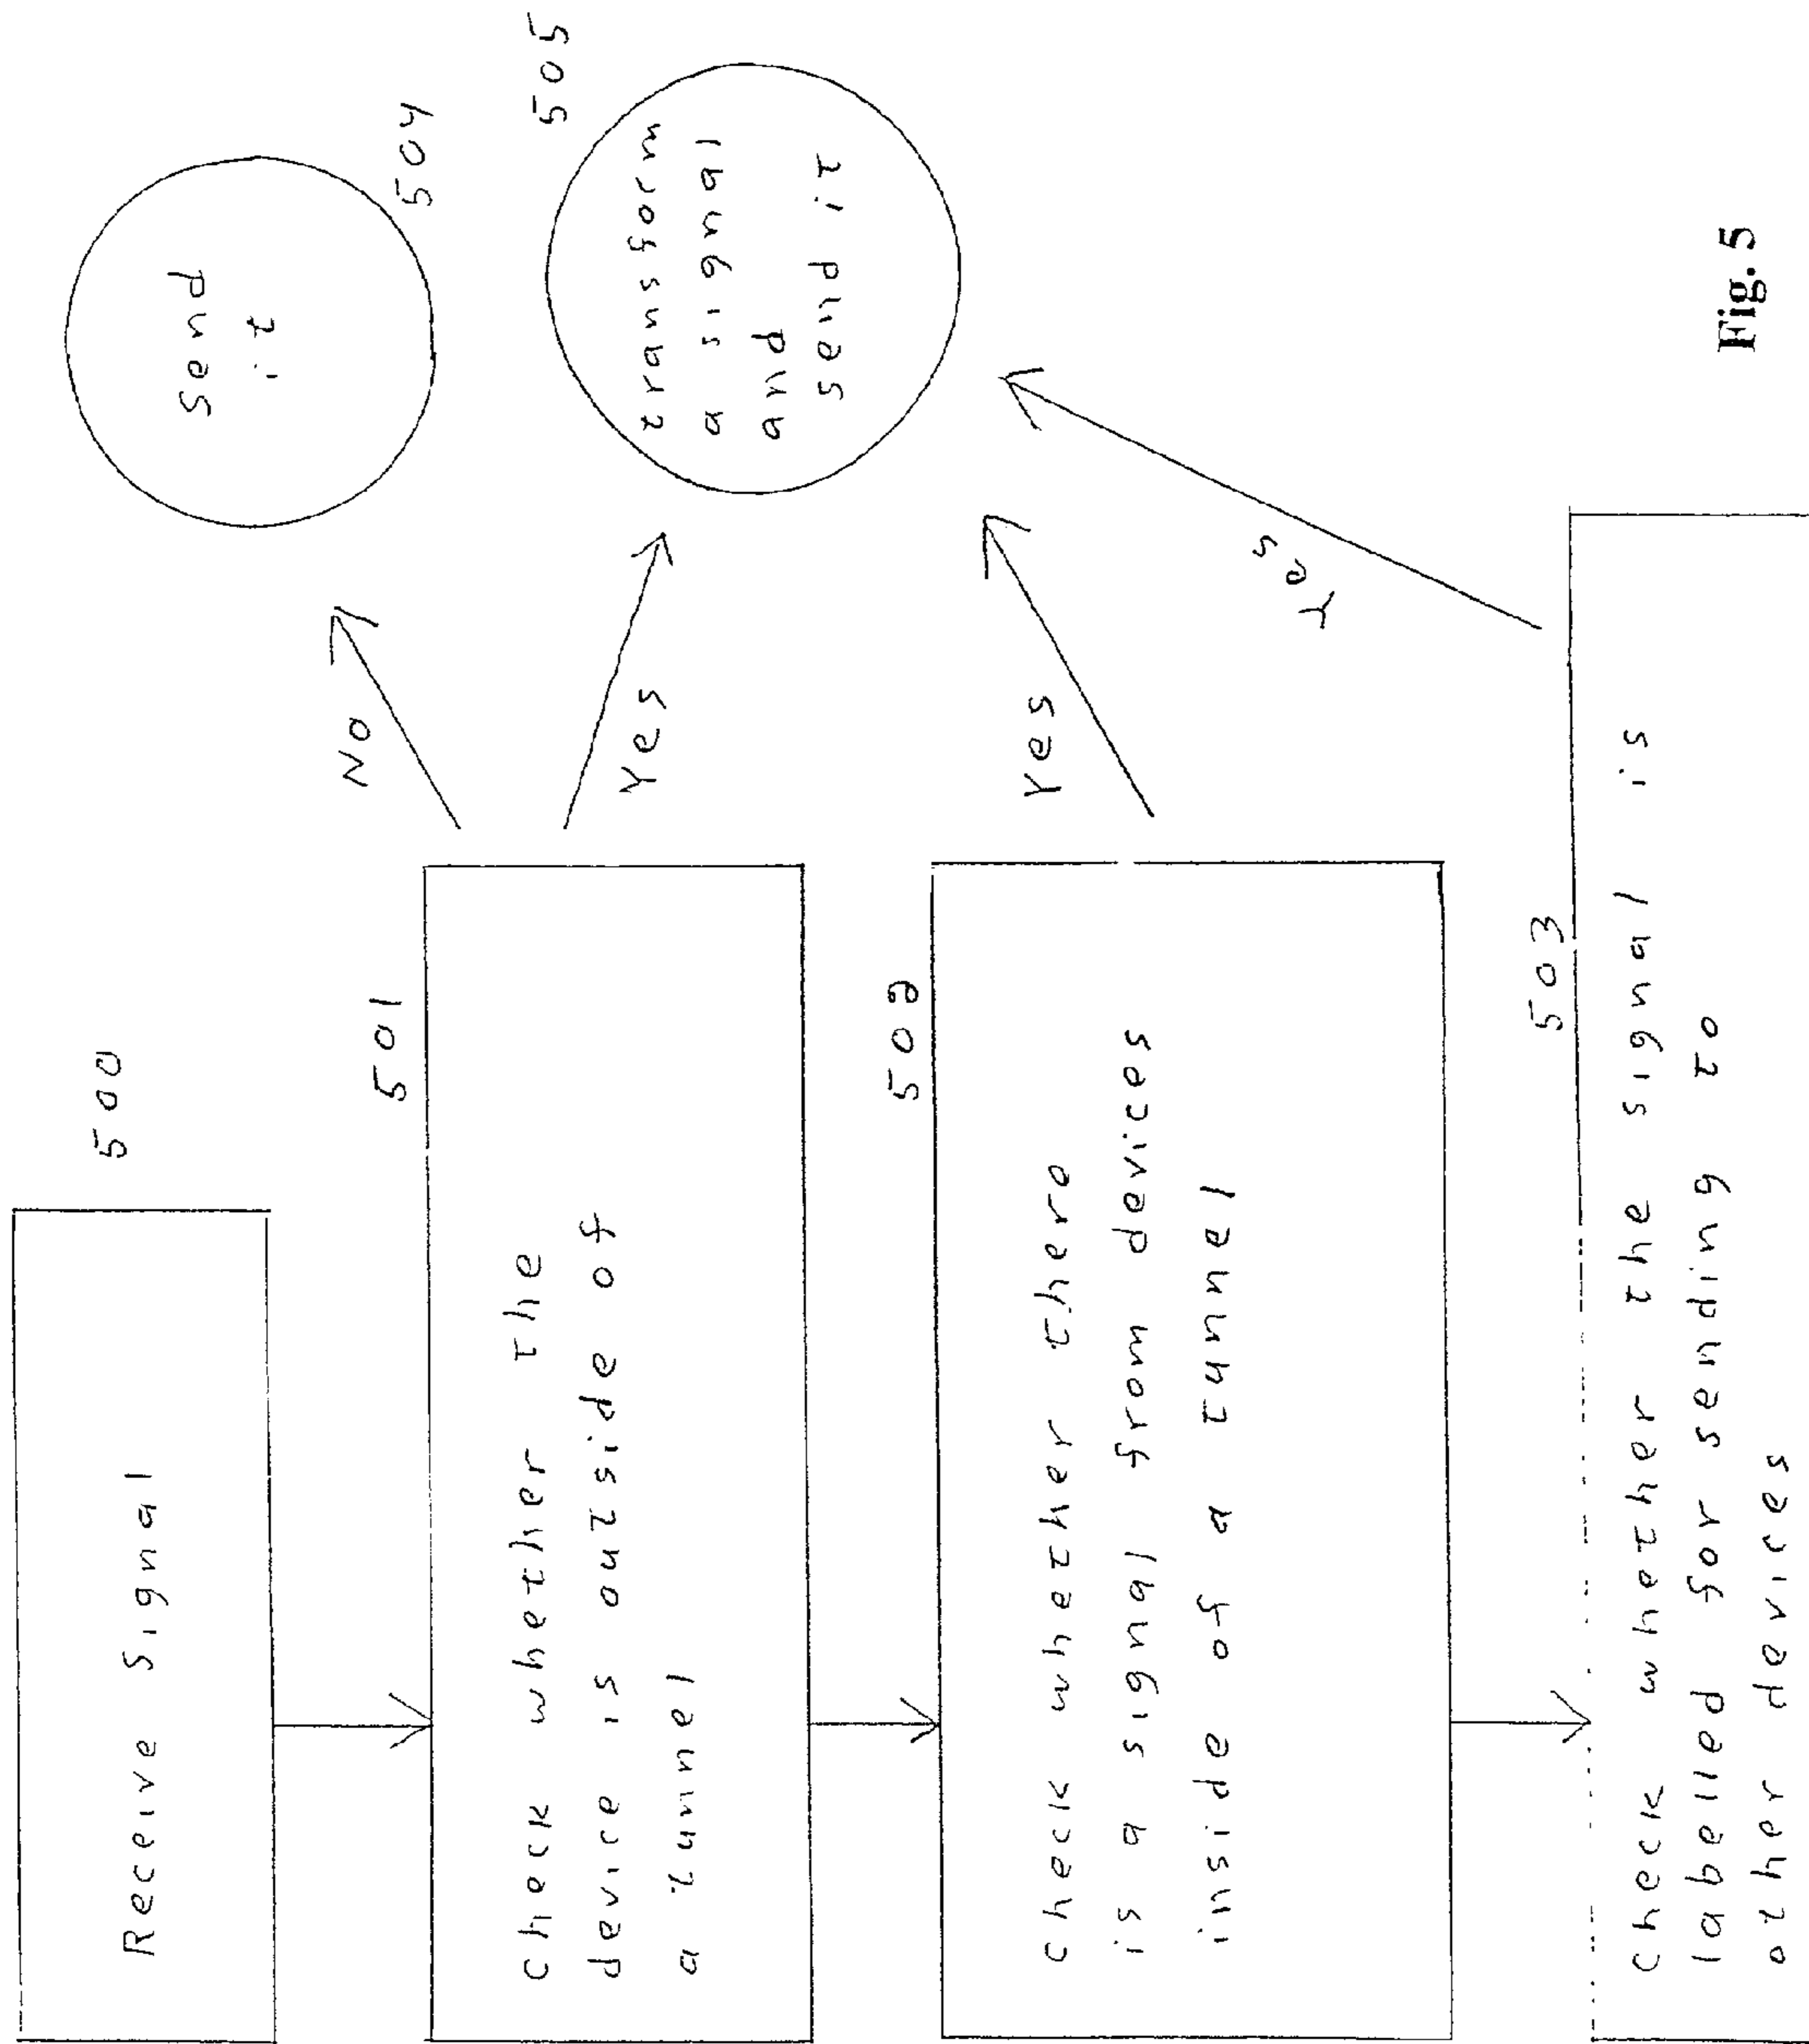 500
Receive Signal
501
check whether the
device is outside of
a tunnel
No
Yes
Send
it
504
505
transform
a signal
and
send it
502
check whether there
is a signal from devices
inside of a tunnel
Yes
503
check whether the signal is
labelled for sending to
other devices
Yes
Fig. 5